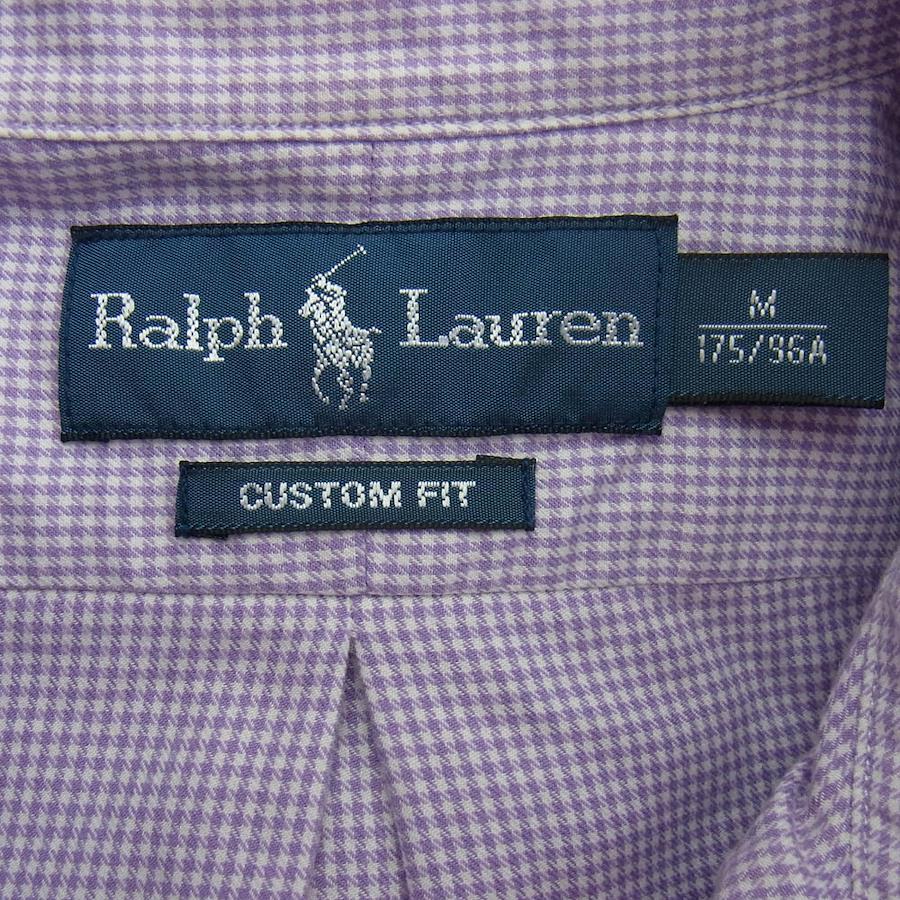 Ralph Lauren
M
175/96A
CUSTOM FIT